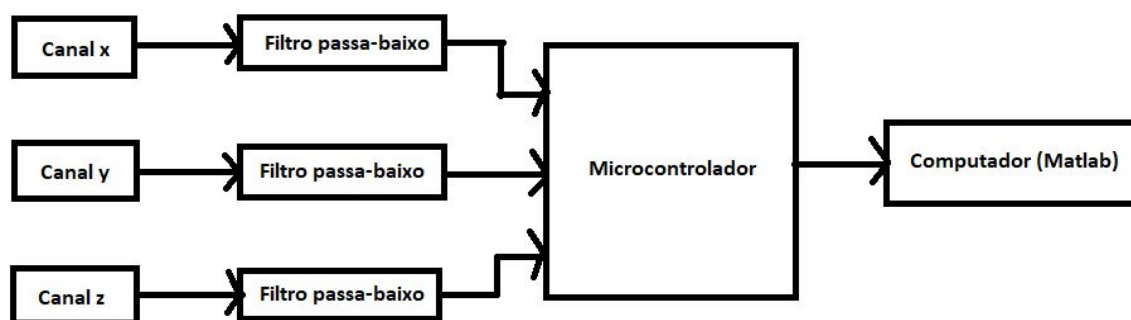 Canal x
Filtro passa-baixo
Canal y
Filtro passa-baixo
Microcontrolador
Computador (Matlab)
Canal z
Filtro passa-baixo